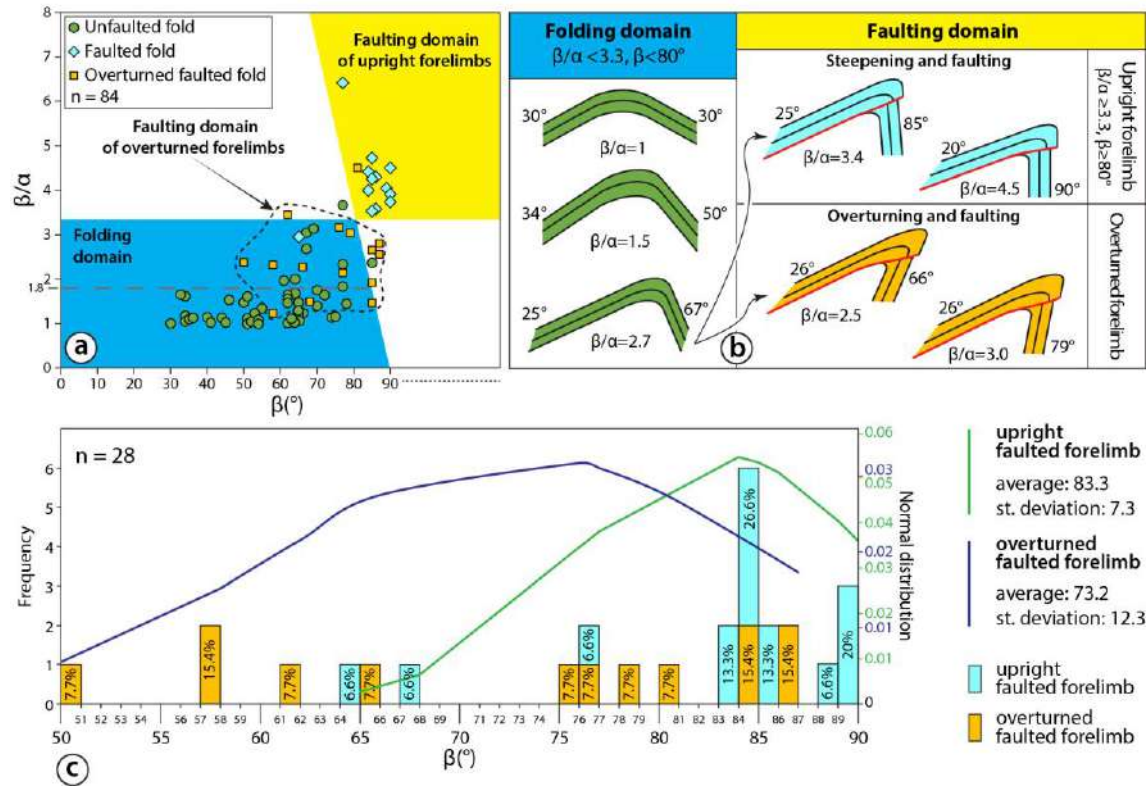 8
7
6
5
4
3
2
1.8
1
0
β/α
Unfaulted fold
Faulted fold
Overturned faulted fold
n = 84
Faulting domain
of upright forelimbs
Faulting domain
of overturned forelimbs
Folding
domain
a
0 10 20 30 40 50 60 70 80 90
β(°)
Folding domain
β/α <3.3, β<80°
30° 30°
β/α=1
34° 50°
β/α=1.5
25° 67°
β/α=2.7
b
Faulting domain
Steepening and faulting
25° 85°
β/α=3.4
20° 90°
β/α=4.5
Upright forelimb
β/α ≥3.3, β≥80°
Overturning and faulting
26° 66°
β/α=2.5
26° 79°
β/α=3.0
Overturned forelimb
n = 28
Frequency
6
5
4
3
2
1
0
7.7% 15.4% 7.7% 6.6% 7.7% 6.6% 7.7% 6.6% 7.7% 7.7% 7.7% 13.3% 26.6% 15.4% 13.3% 15.4% 6.6% 20%
0.06
0.05
0.04
0.03
0.02
0.01
0
0.03
0.02
0.01
Normal distribution
51 52 53 54 56 57 58 59 61 62 63 64 66 67 68 69 71 72 73 74 76 77 78 79 81 82 83 84 86 87 88 89
50 55 60 65 70 75 80 85 90
β(°)
c
upright
faulted forelimb
average: 83.3
st. deviation: 7.3
overturned
faulted forelimb
average: 73.2
st. deviation: 12.3
upright
faulted forelimb
overturned
faulted forelimb